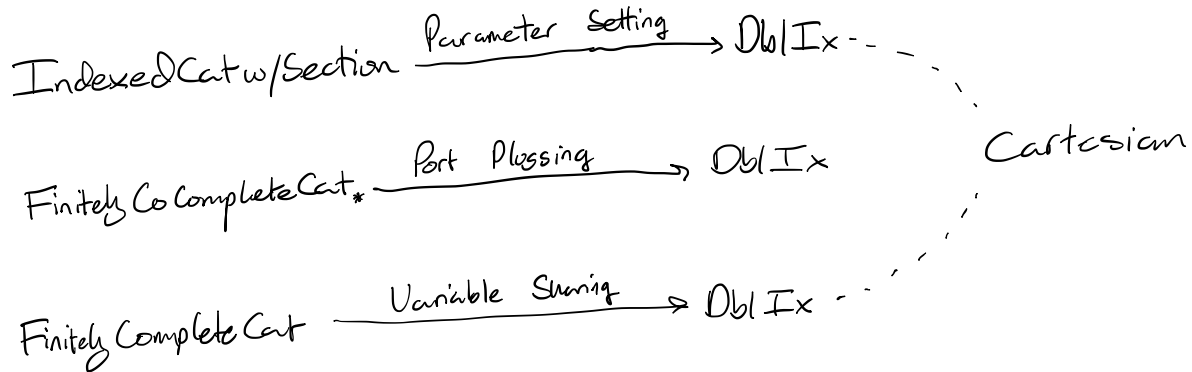 IndexedCat w/Section Parameter Setting DblIx
Cartesian
FinitelyCoCompleteCat* Port Plugging DblIx
FinitelyCompleteCat Variable Sharing DblIx